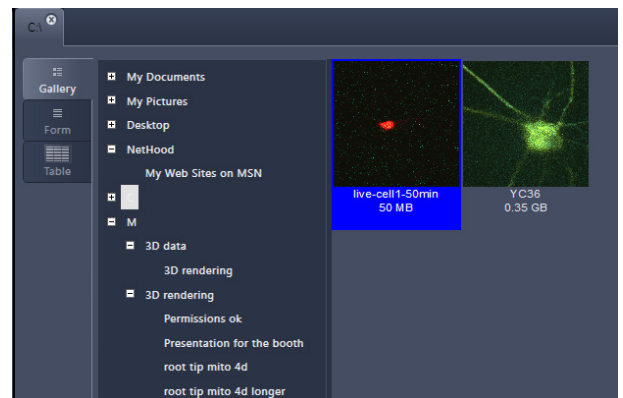 C:\
Gallery
Form
Table
My Documents
My Pictures
Desktop
NetHood
My Web Sites on MSN
C
M
3D data
3D rendering
3D rendering
Permissions ok
Presentation for the booth
root tip mito 4d
root tip mito 4d longer
live-cell1-50min
50 MB
YC36
0.35 GB